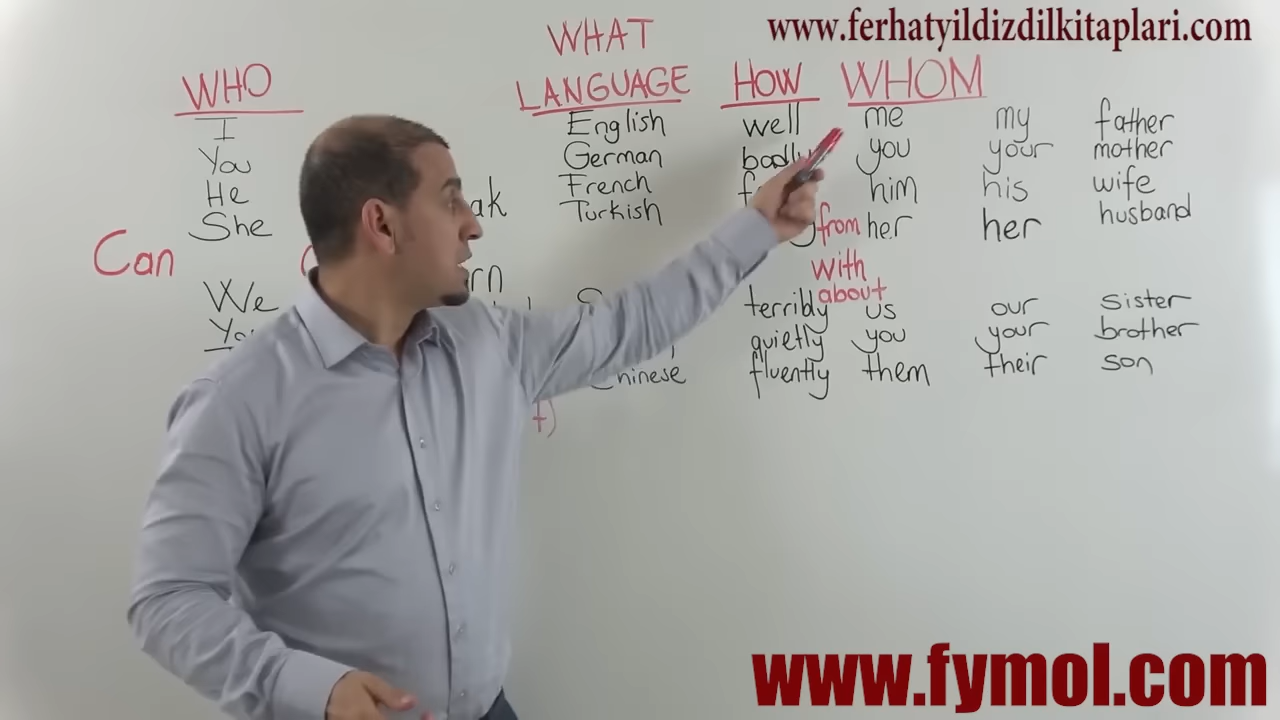 www.ferhatyildizdilkitaplari.com
WHAT
WHO LANGUAGE HOW WHOM
I English well me my father
You German badly you your mother
He French him his wife
She Turkish from her her husband
Can with
about
We terribly us our sister
quietly you your brother
Chinese fluently them their son
www.fymol.com